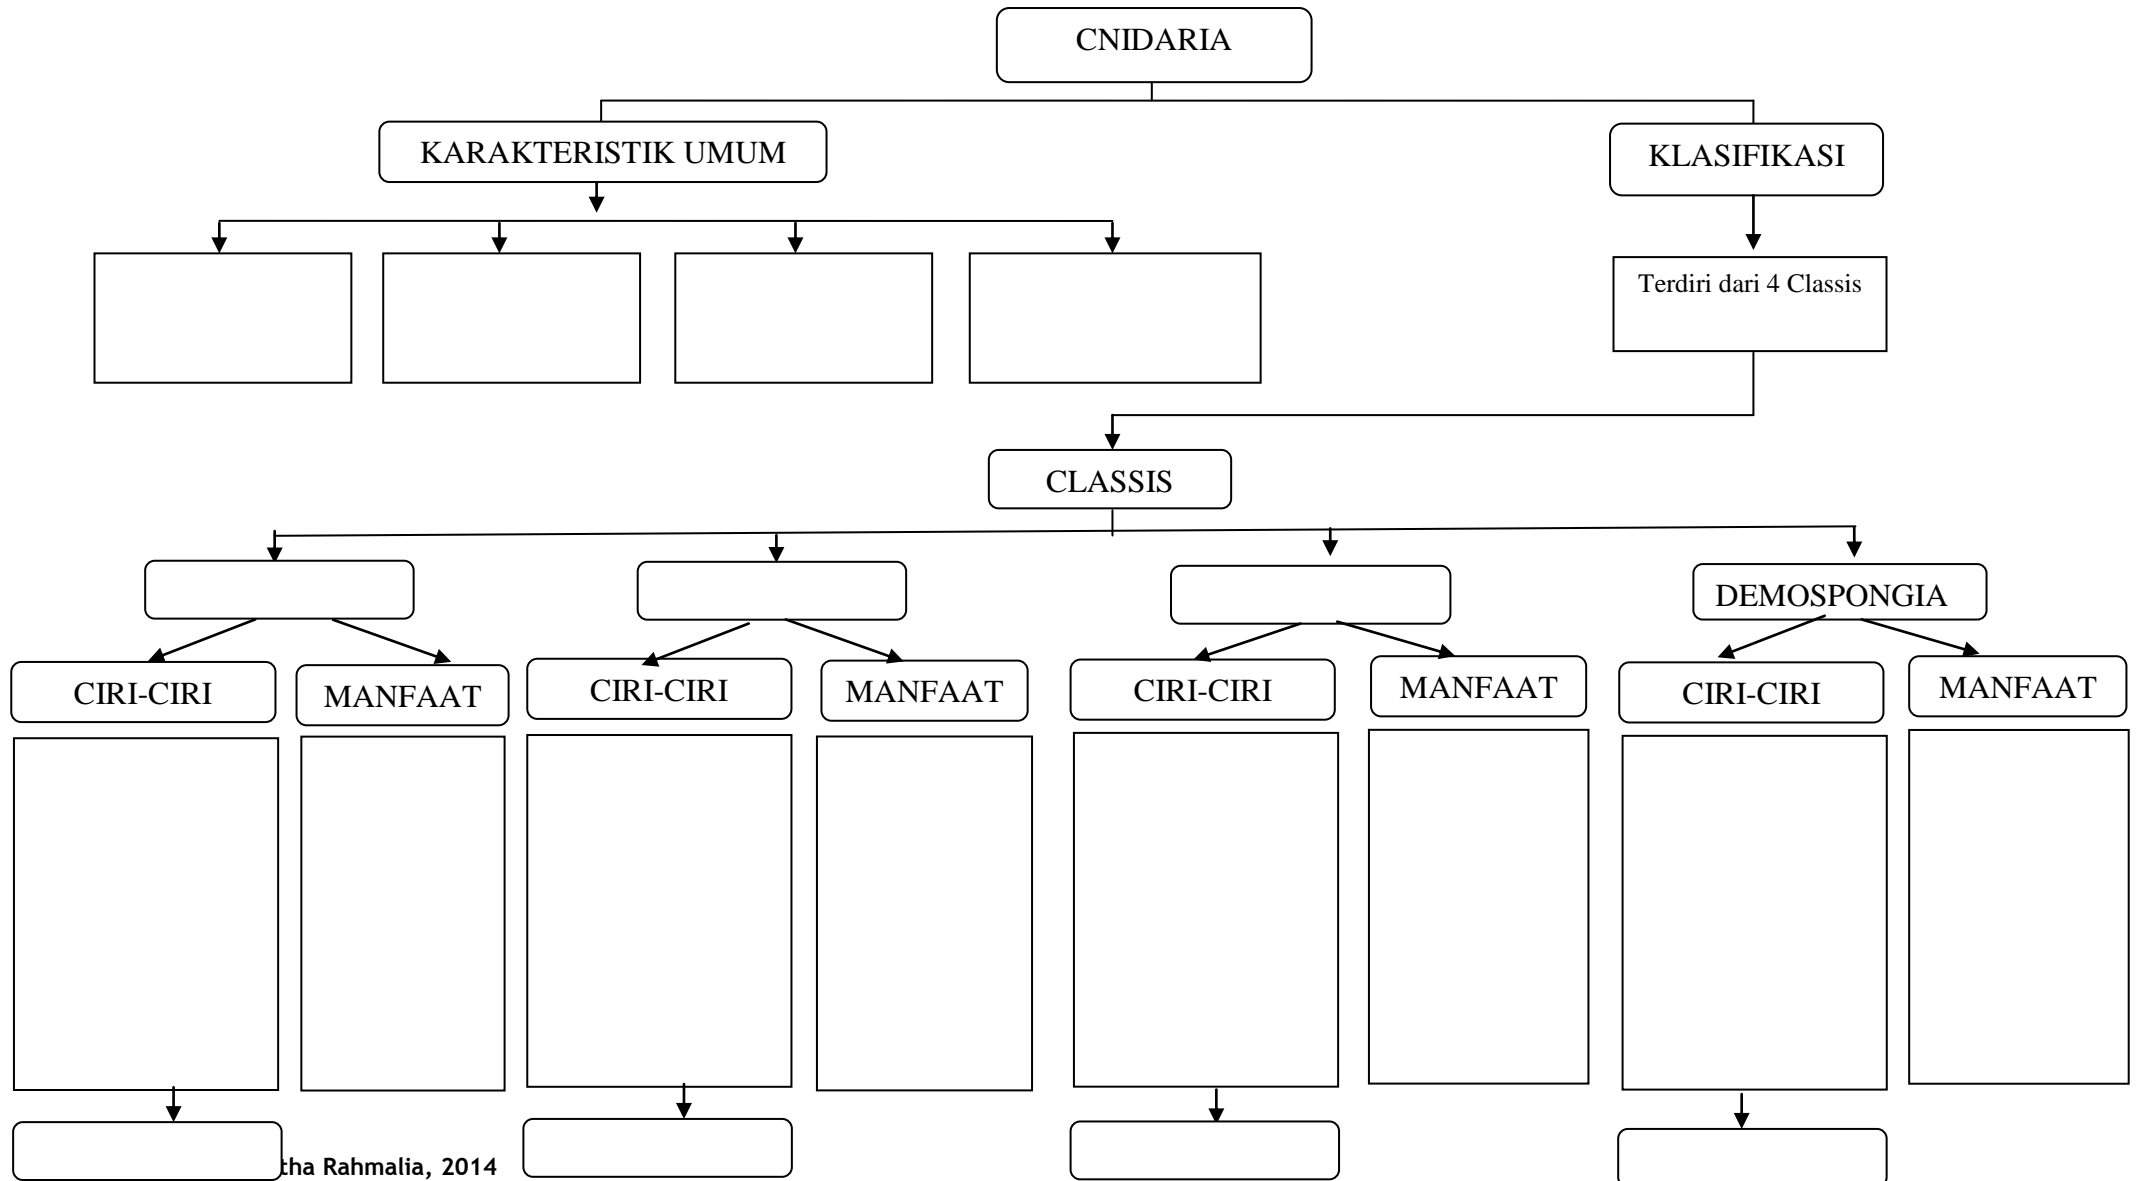 CNIDARIA
KARAKTERISTIK UMUM
KLASIFIKASI
Terdiri dari 4 Classis
CLASSIS
DEMOSPONGIA
CIRI-CIRI
MANFAAT
CIRI-CIRI
MANFAAT
CIRI-CIRI
MANFAAT
CIRI-CIRI
MANFAAT
Rahmalia, 2014